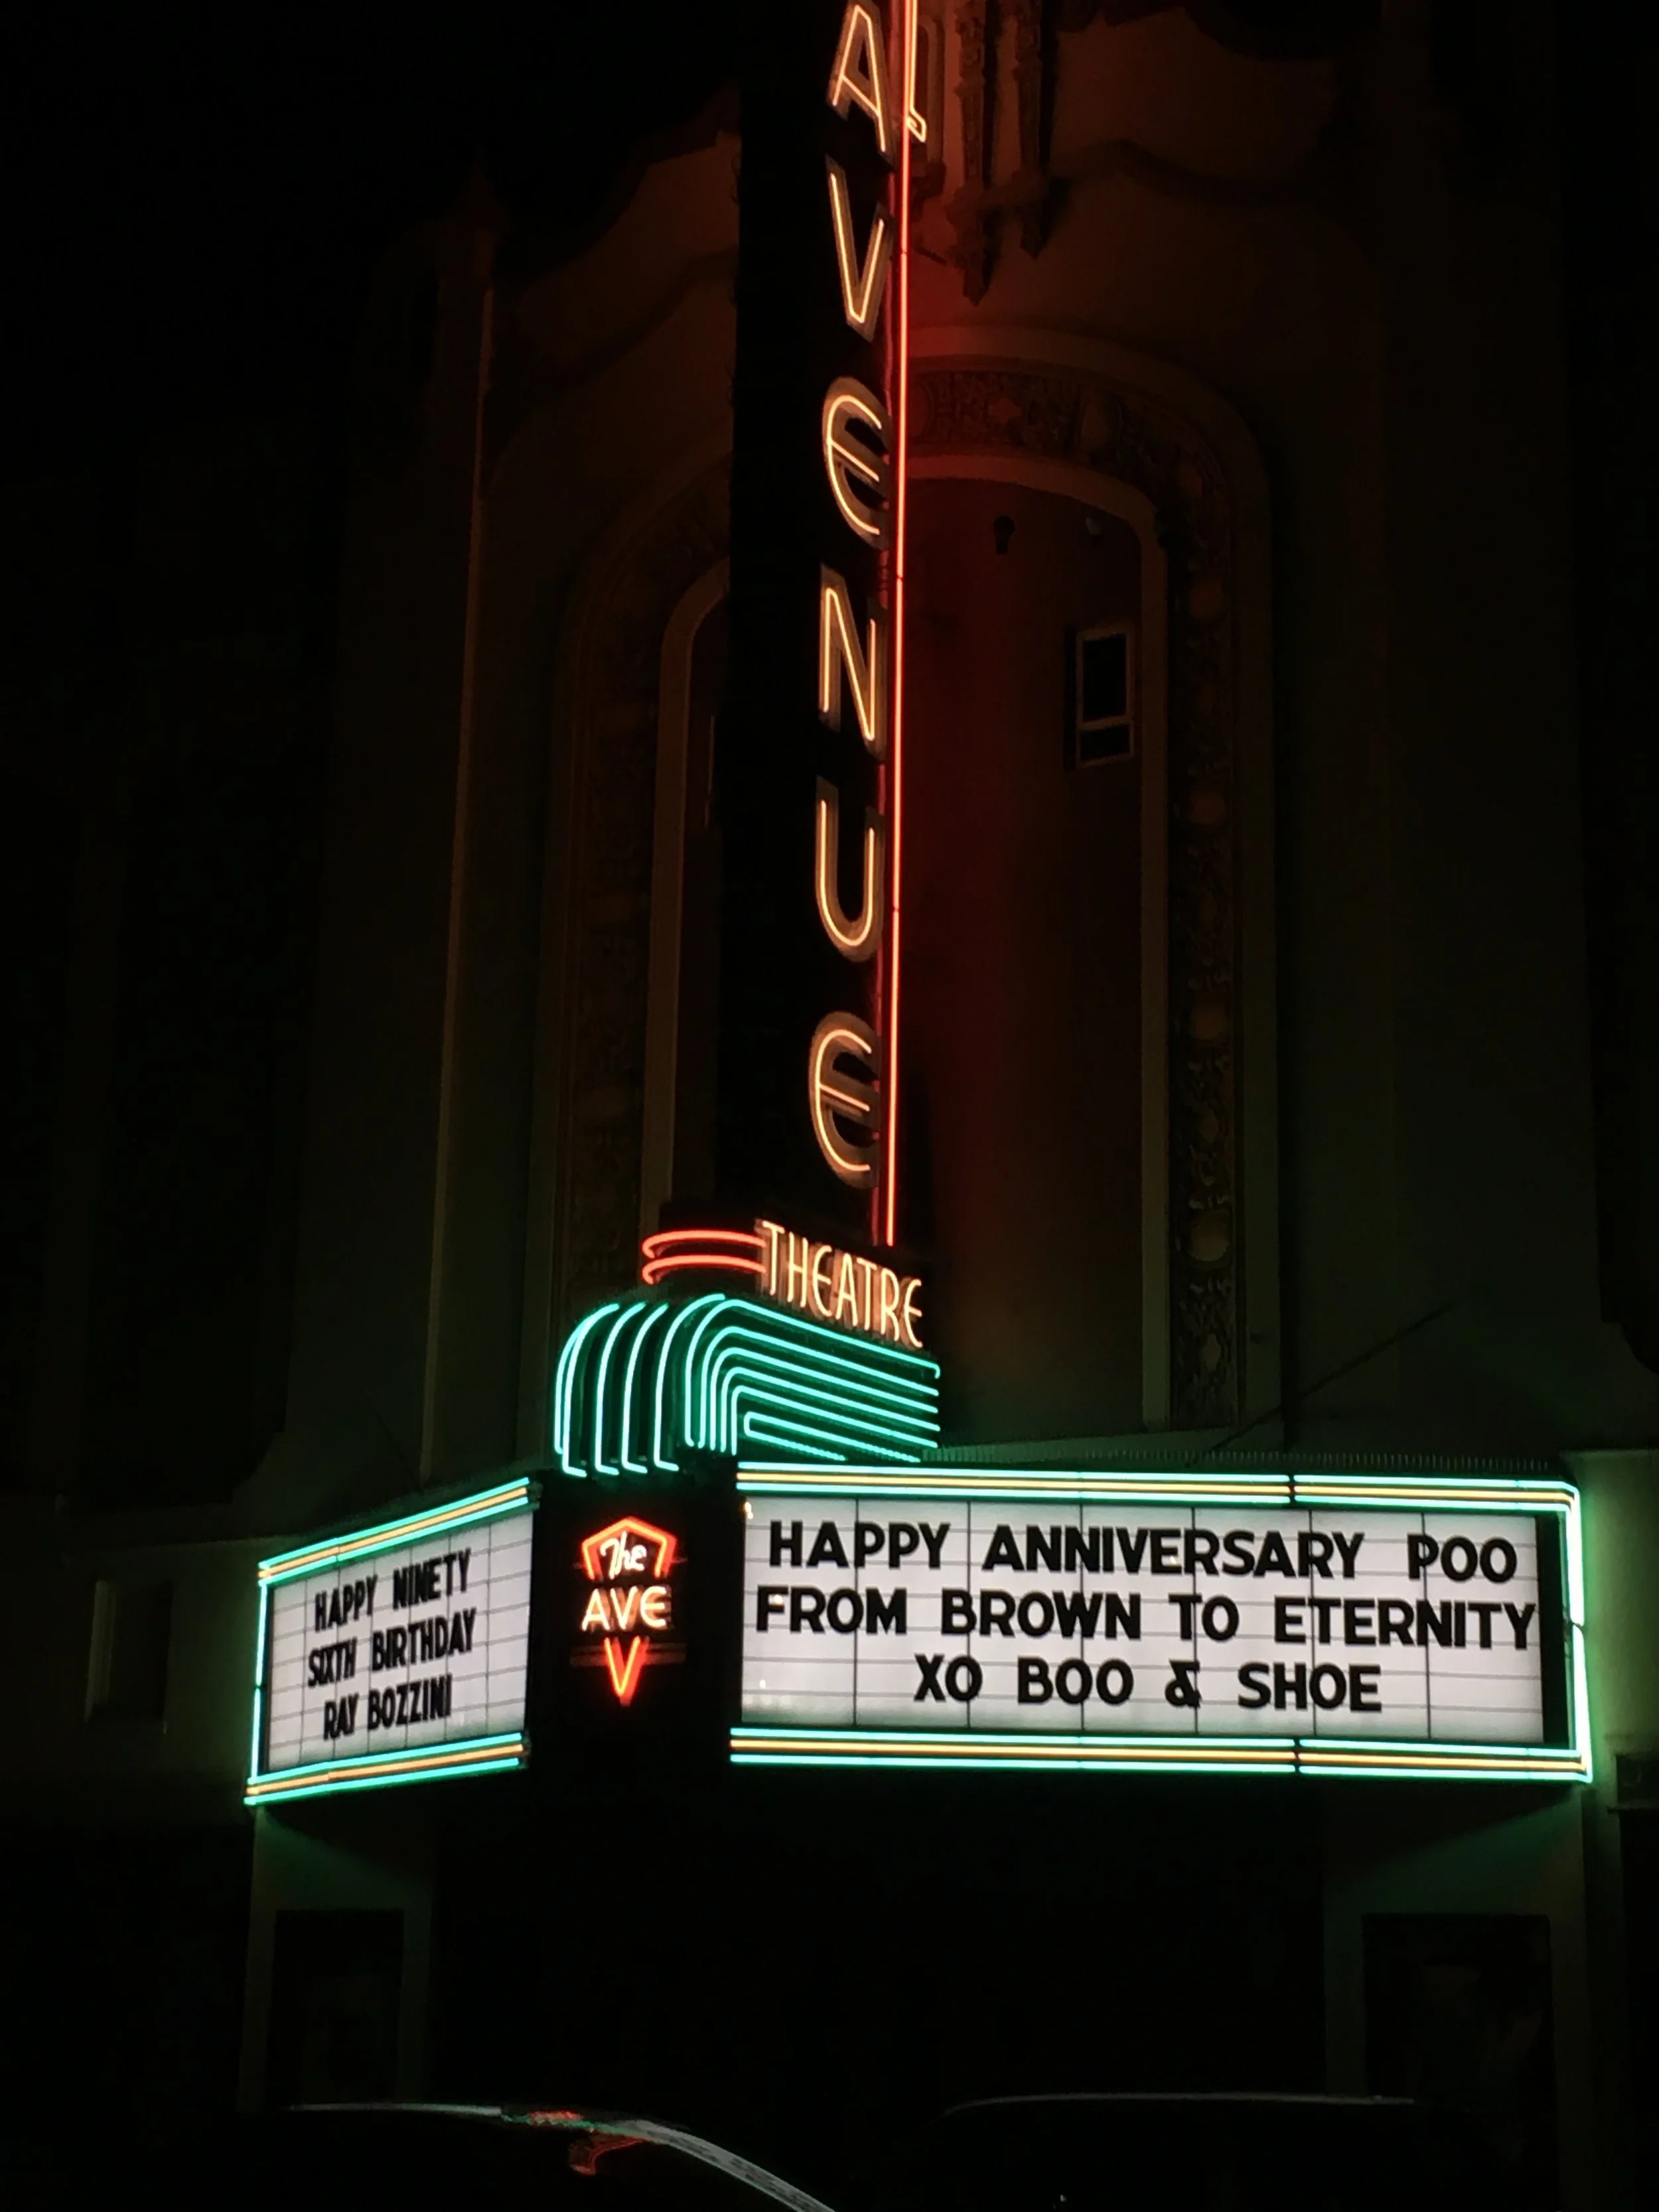 AVENUE
THEATRE
The
AVE
HAPPY NINETY
SIXTH BIRTHDAY
RAY BOZZINI
HAPPY ANNIVERSARY POO
FROM BROWN TO ETERNITY
XO BOO & SHOE